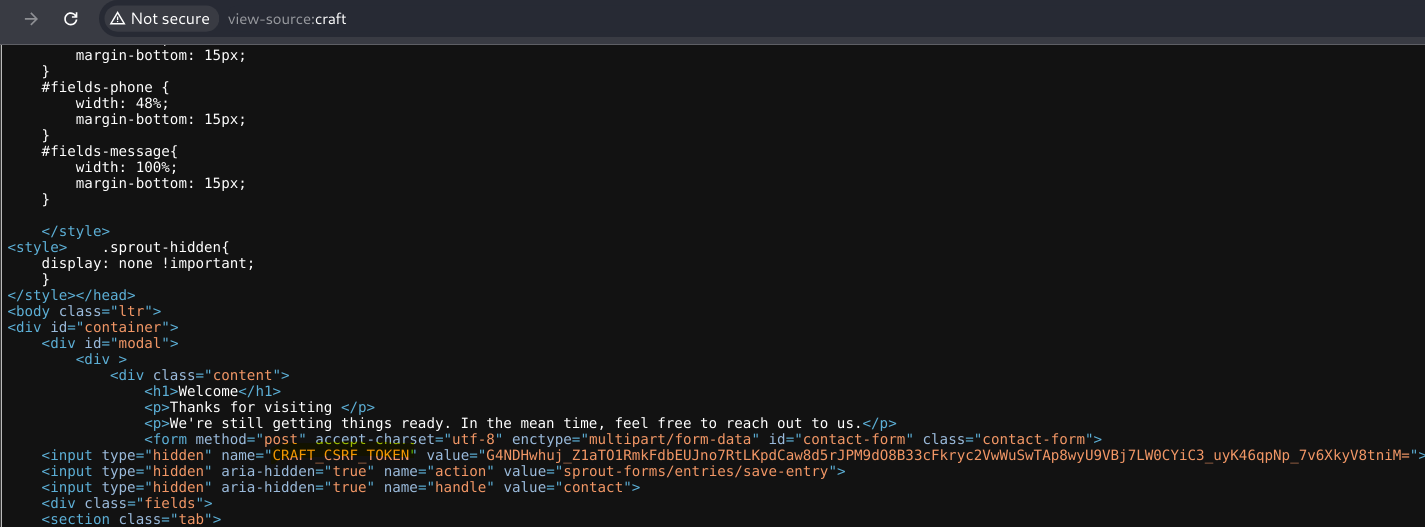 Not secure view-source:craft
margin-bottom: 15px;
}
#fields-phone {
width: 48%;
margin-bottom: 15px;
}
#fields-message{
width: 100%;
margin-bottom: 15px;
}
</style>
<style>    .sprout-hidden{
display: none !important;
}
</style></head>
<body class="ltr">
<div id="container">
<div id="modal">
<div >
<div class="content">
<h1>Welcome</h1>
<p>Thanks for visiting </p>
<p>We're still getting things ready. In the mean time, feel free to reach out to us.</p>
<form method="post" accept-charset="utf-8" enctype="multipart/form-data" id="contact-form" class="contact-form">
<input type="hidden" name="CRAFT_CSRF_TOKEN" value="G4NDHwhuj_Z1aTO1RmkFdbEUJno7RtLKpdCaw8d5rJPM9dO8B33cFkryc2VwWuSwTAp8wyU9VBj7LW0CYiC3_uyK46qpNp_7v6XkyV8tniM=">
<input type="hidden" aria-hidden="true" name="action" value="sprout-forms/entries/save-entry">
<input type="hidden" aria-hidden="true" name="handle" value="contact">
<div class="fields">
<section class="tab">